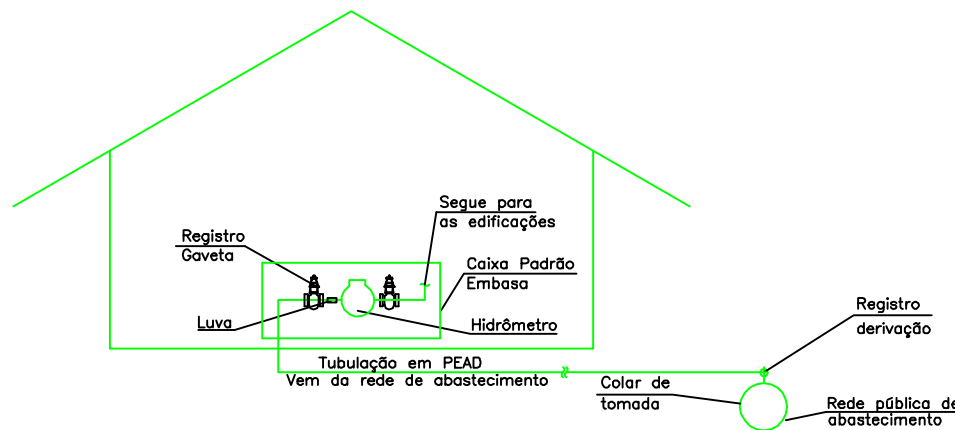 Segue para
as edificações
Registro
Gaveta
Caixa Padrão
Embasa
Luva
Hidrômetro
Registro
derivação
Tubulação em PEAD
Vem da rede de abastecimento
Colar de
tomada
Rede pública de
abastecimento